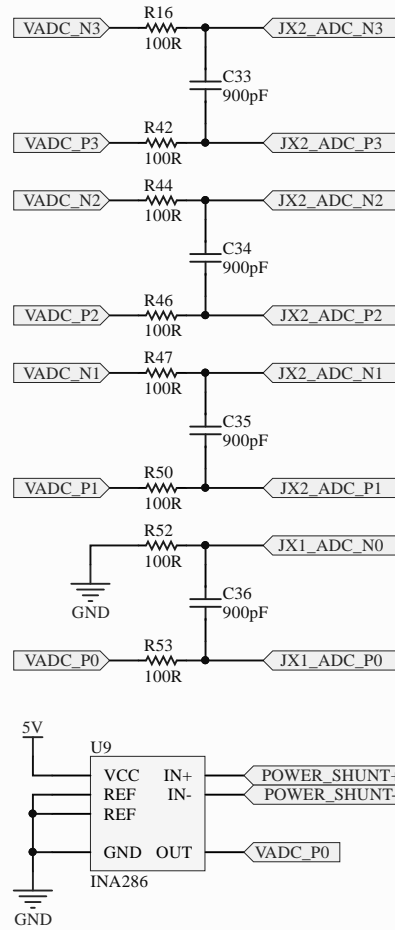 VADC_N3 R16 100R JX2_ADC_N3
C33
900pF
VADC_P3 R42 100R JX2_ADC_P3
VADC_N2 R44 100R JX2_ADC_N2
C34
900pF
VADC_P2 R46 100R JX2_ADC_P2
VADC_N1 R47 100R JX2_ADC_N1
C35
900pF
VADC_P1 R50 100R JX2_ADC_P1
R52 100R JX1_ADC_N0
GND
C36
900pF
VADC_P0 R53 100R JX1_ADC_P0
5V
U9
VCC IN+ POWER_SHUNT+
REF IN- POWER_SHUNT-
REF
GND OUT VADC_P0
INA286
GND